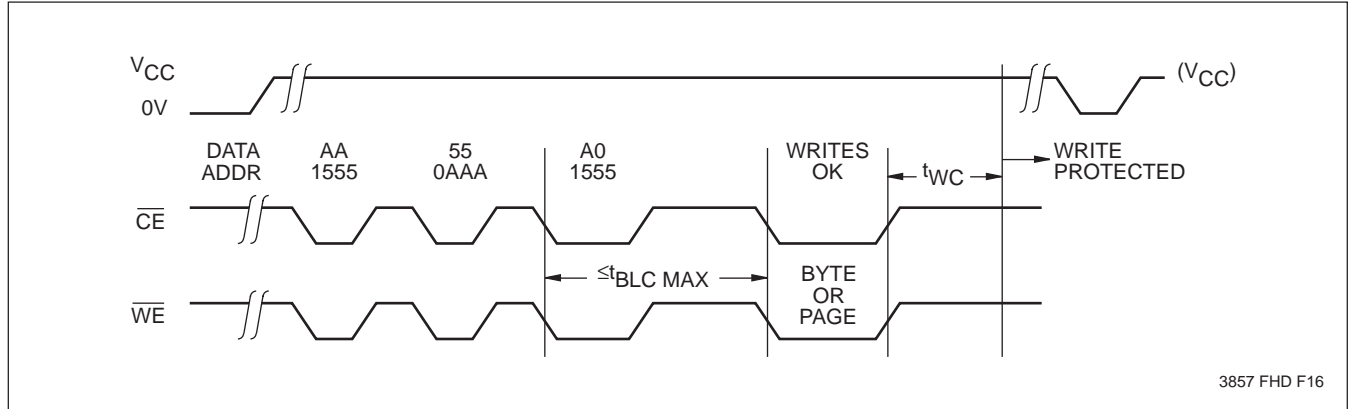 VCC
0V
(VCC)
DATA AA 55 A0 WRITES
ADDR 1555 0AAA 1555 OK
tWC
WRITE
PROTECTED
CE
≤tBLC MAX
BYTE
OR
PAGE
WE
3857 FHD F16